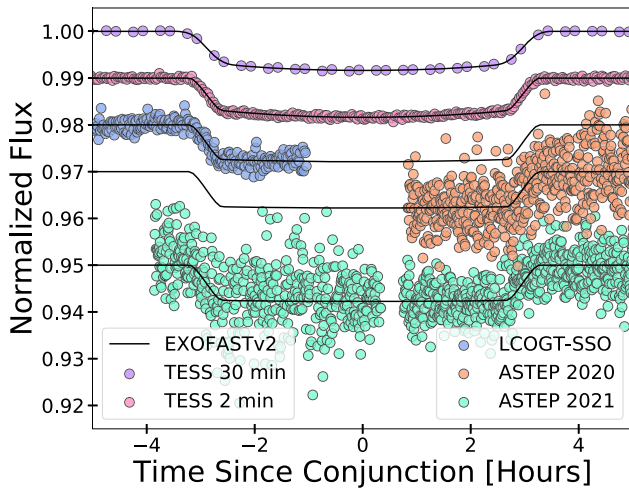 1.00
0.99
0.98
0.97
0.96
0.95
0.94
0.93
0.92
Normalized Flux
EXOFASTv2
TESS 30 min
TESS 2 min
LCOGT-SSO
ASTEP 2020
ASTEP 2021
−4 −2 0 2 4
Time Since Conjunction [Hours]